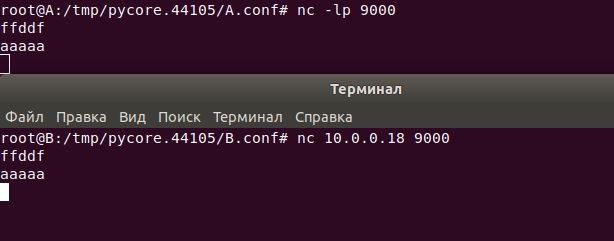 root@A:/tmp/pycore.44105/A.conf# nc -lp 9000
ffddf
aaaaa
Терминал
Файл Правка Вид Поиск Терминал Справка
root@B:/tmp/pycore.44105/B.conf# nc 10.0.0.18 9000
ffddf
aaaaa